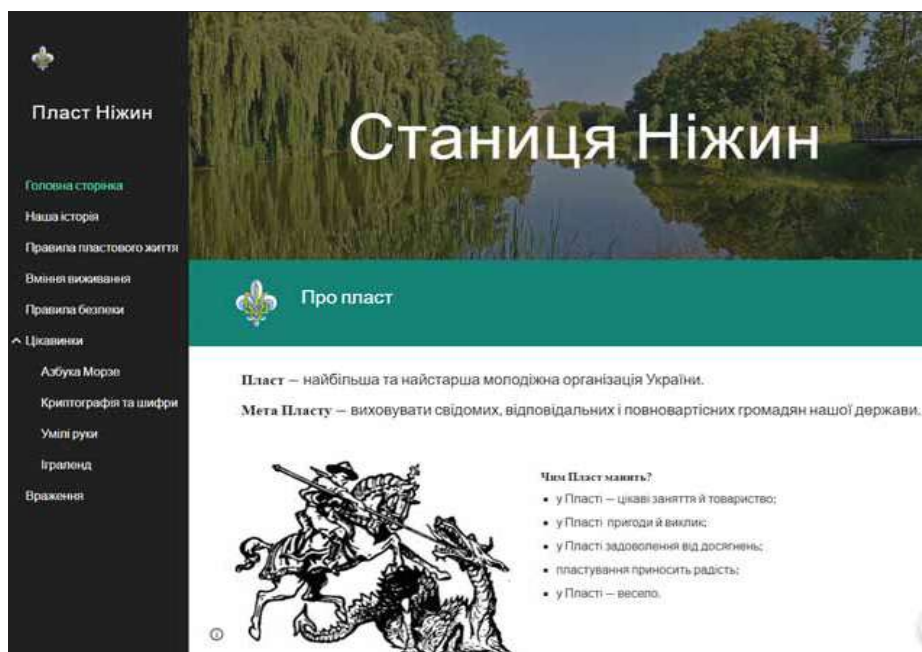 Пласт Ніжин
Головна сторінка
Наша історія
Правила пластового життя
Вміння виживання
Правила безпеки
Цікавинки
Азбука Морзе
Криптографія та шифри
Умілі руки
Іграленд
Враження
Станиця Ніжин
Про пласт
Пласт — найбільша та найстарша молодіжна організація України.
Мета Пласту — виховувати свідомих, відповідальних і повновартісних громадян нашої держави.
Чим Пласт манить?
• у Пласті — цікаві заняття й товариство;
• у Пласті пригоди й виклик;
• у Пласті задоволення від досягнень;
• пластування приносить радість;
• у Пласті — весело.